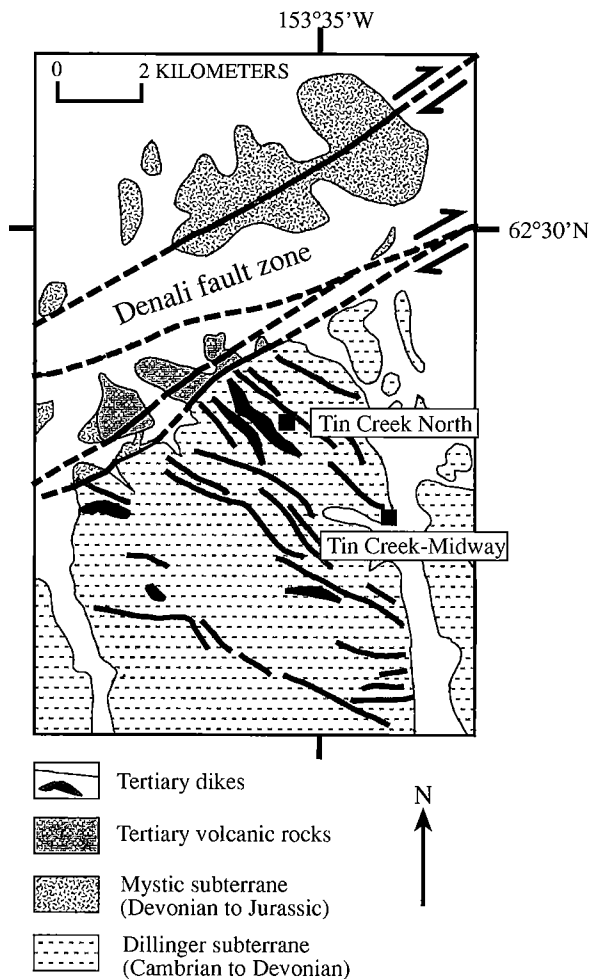 153°35'W
0 2 KILOMETERS
62°30'N
Denali fault zone
Tin Creek North
Tin Creek-Midway
Tertiary dikes
N
Tertiary volcanic rocks
Mystic subterrane
(Devonian to Jurassic)
Dillinger subterrane
(Cambrian to Devonian)